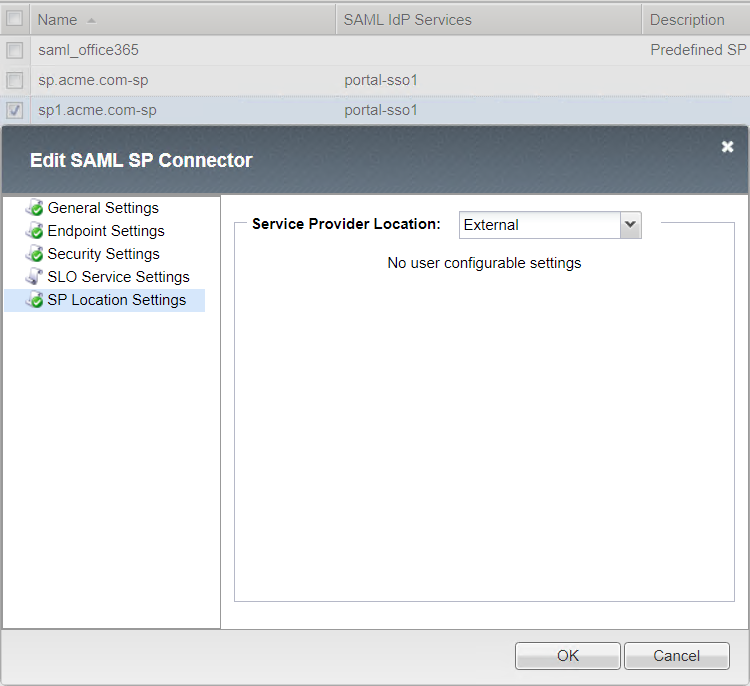 Name SAML IdP Services Description
saml_office365 Predefined SP
sp.acme.com-sp portal-sso1
sp1.acme.com-sp portal-sso1
Edit SAML SP Connector
General Settings
Endpoint Settings
Security Settings
SLO Service Settings
SP Location Settings
Service Provider Location: External
No user configurable settings
OK Cancel